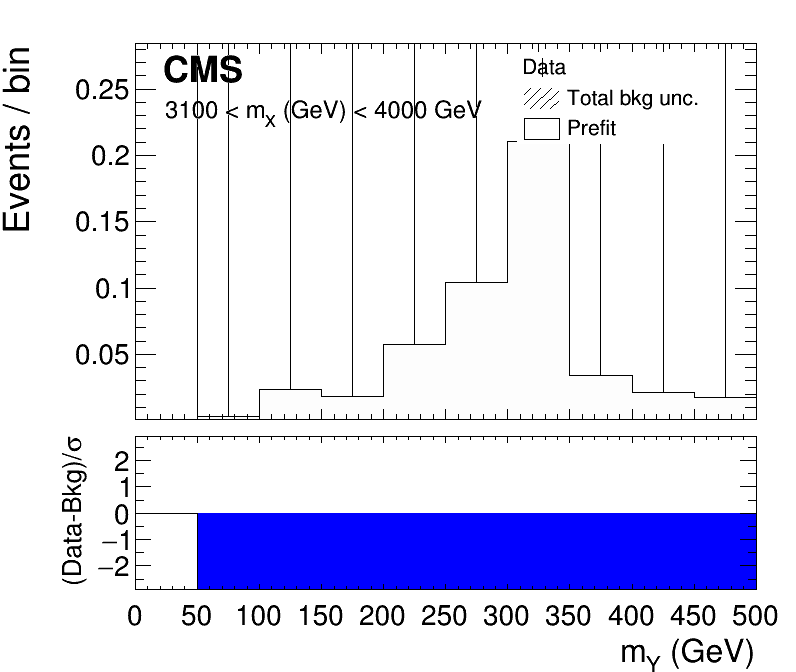 CMS
3100 < mX (GeV) < 4000 GeV
Data
Total bkg unc.
Prefit
Events / bin
0.25
0.2
0.15
0.1
0.05
(Data-Bkg)/σ
2
1
0
−1
−2
0 50 100 150 200 250 300 350 400 450 500
mY (GeV)